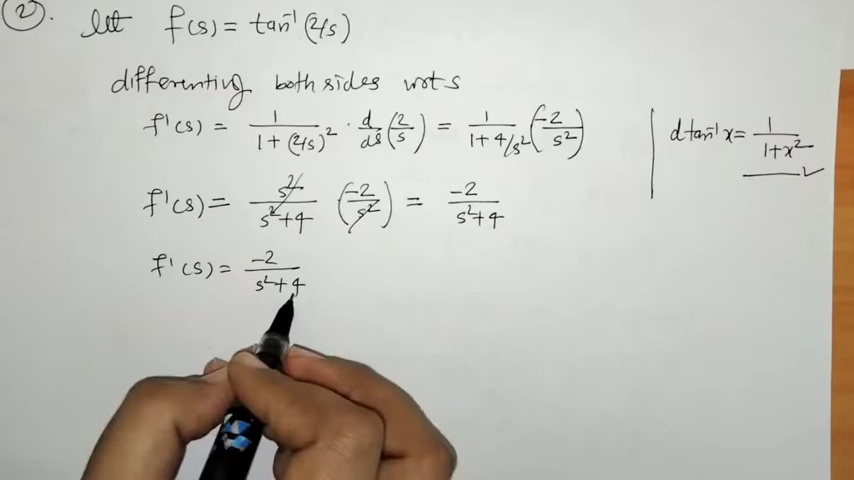 2).
let f(s) = tan⁻¹(2/s)
differenting both sides wrt s
f'(s) = 1/(1+(2/s)²) · d/ds(2/s) = 1/(1+4/s²) (-2/s²)
d tan⁻¹ x = 1/(1+x²)
f'(s) = s²/(s²+4) (-2/s²) = -2/(s²+4)
f'(s) = -2/(s²+4)